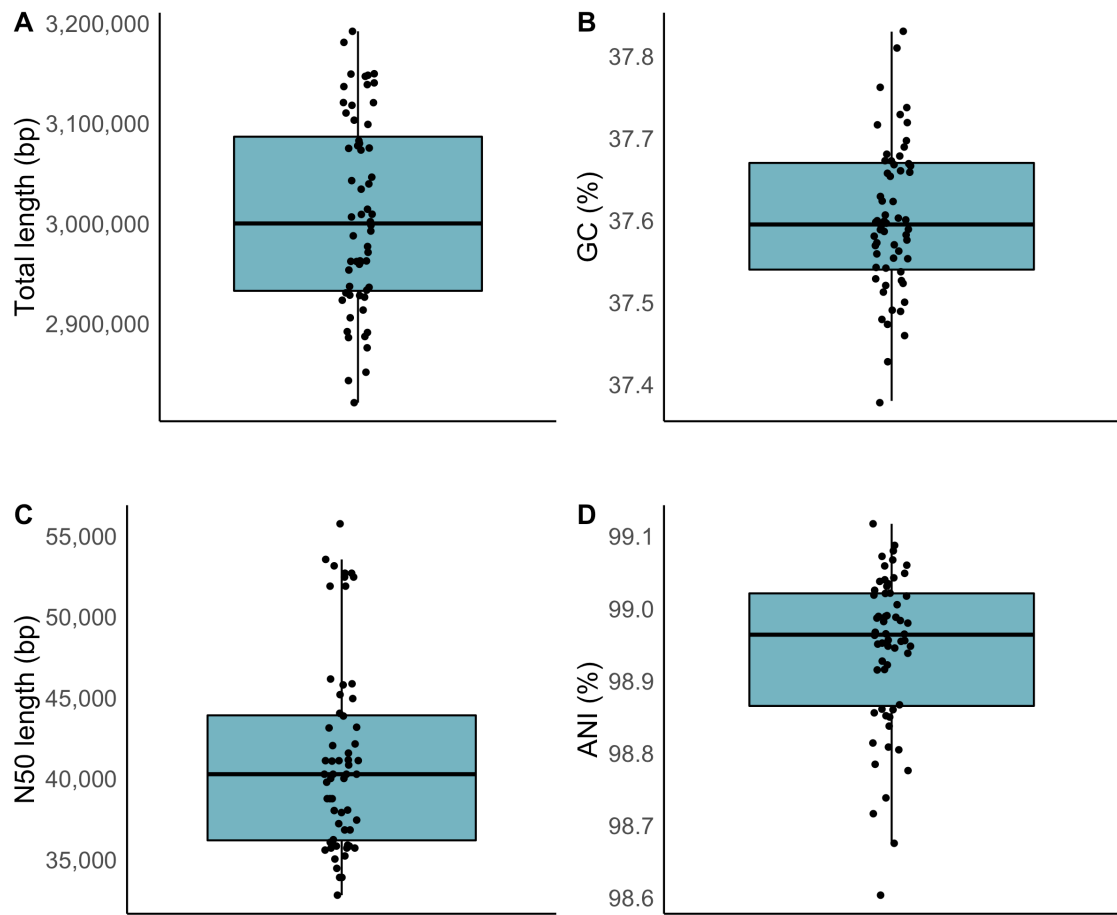 A
Total length (bp)
3,200,000
3,100,000
3,000,000
2,900,000
B
GC (%)
37.8
37.7
37.6
37.5
37.4
C
N50 length (bp)
55,000
50,000
45,000
40,000
35,000
D
ANI (%)
99.1
99.0
98.9
98.8
98.7
98.6